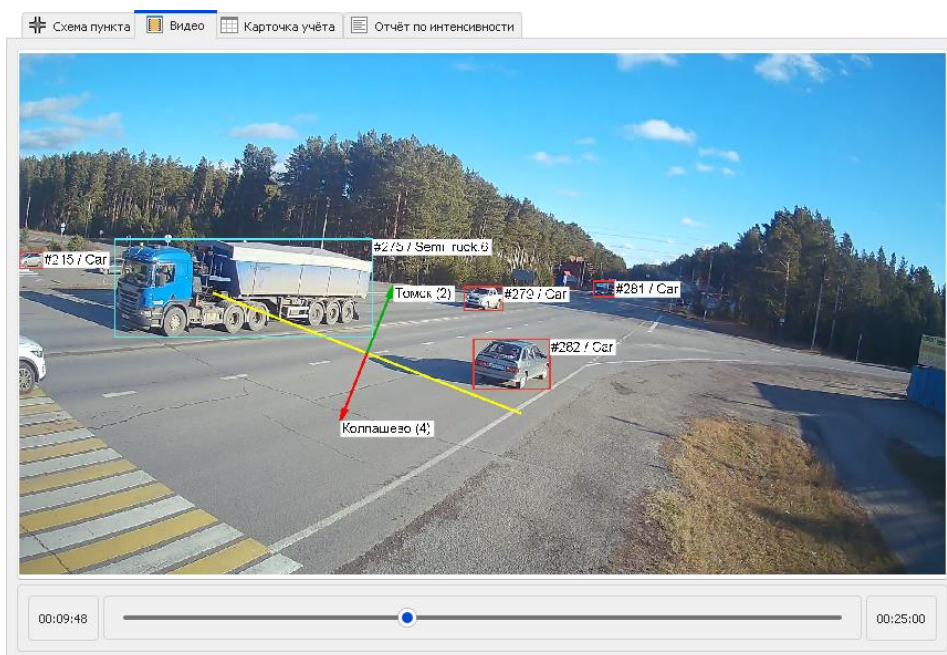 Схема пункта
Видео
Карточка учёта
Отчёт по интенсивности
#275 / Semi ruck.6
#215 / Car
Томск (2)
#279 / Car
#281 / Car
#282 / Car
Колпашево (4)
00:09:48
00:25:00